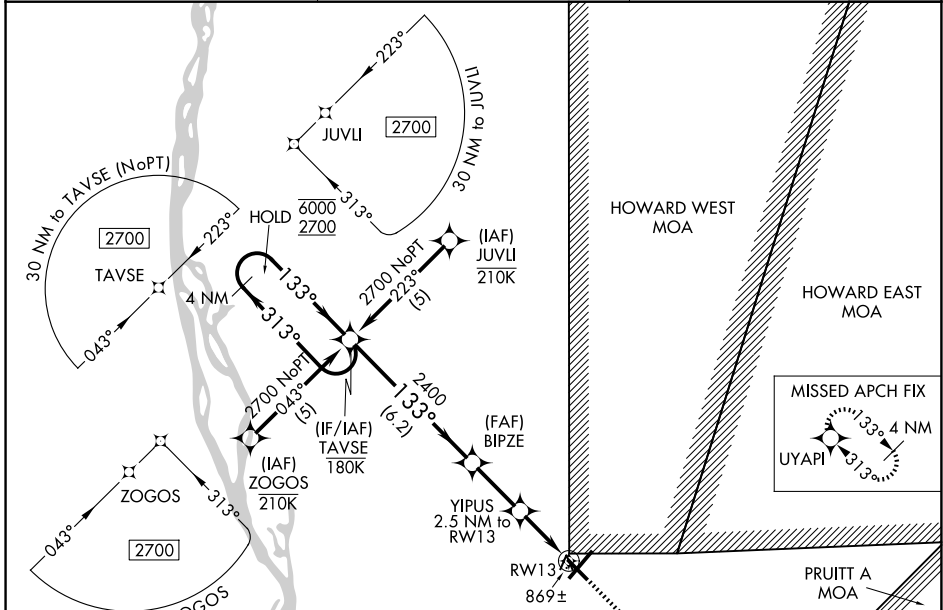 223°
JUVLI
2700
30 NM to JUVLI
313°
30 NM to TAVSE (NoPT)
2700
223°
TAVSE
043°
HOLD
6000
2700
4 NM
133°
313°
(IAF)
JUVLI
210K
2700 NoPT
223°
(5)
2700 NoPT
043°
(5)
(IAF)
ZOGOS
210K
(IF/IAF)
TAVSE
180K
2400
133°
(6.2)
(FAF)
BIPZE
YIPUS
2.5 NM to
RW13
RW13
869±
ZOGOS
043°
313°
2700
OGOS
HOWARD WEST
MOA
HOWARD EAST
MOA
MISSED APCH FIX
133°
4 NM
UYAPI
313°
PRUITT A
MOA